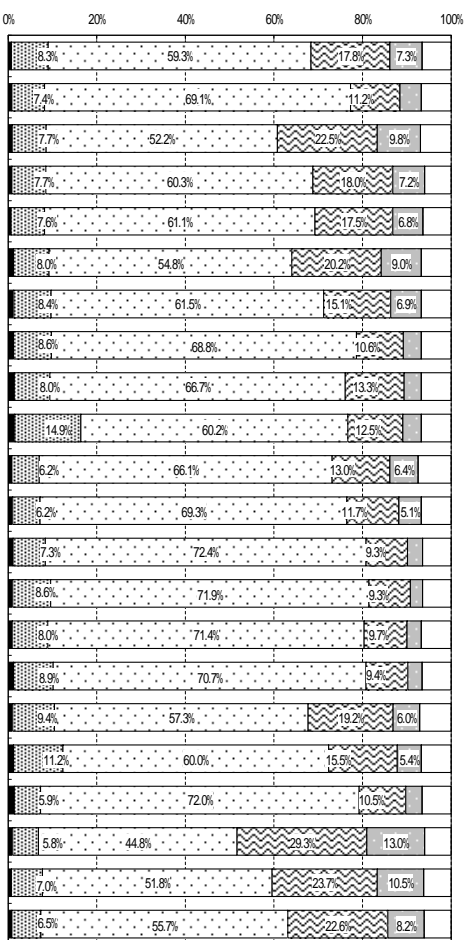 0% 20% 40% 60% 80% 100%
8.3% 59.3% 17.8% 7.3%
7.4% 69.1% 11.2%
7.7% 52.2% 22.5% 9.8%
7.7% 60.3% 18.0% 7.2%
7.6% 61.1% 17.5% 6.8%
8.0% 54.8% 20.2% 9.0%
8.4% 61.5% 15.1% 6.9%
8.6% 68.8% 10.6%
8.0% 66.7% 13.3%
14.9% 60.2% 12.5%
6.2% 66.1% 13.0% 6.4%
6.2% 69.3% 11.7% 5.1%
7.3% 72.4% 9.3%
8.6% 71.9% 9.3%
8.0% 71.4% 9.7%
8.9% 70.7% 9.4%
9.4% 57.3% 19.2% 6.0%
11.2% 60.0% 15.5% 5.4%
5.9% 72.0% 10.5%
5.8% 44.8% 29.3% 13.0%
7.0% 51.8% 23.7% 10.5%
6.5% 55.7% 22.6% 8.2%